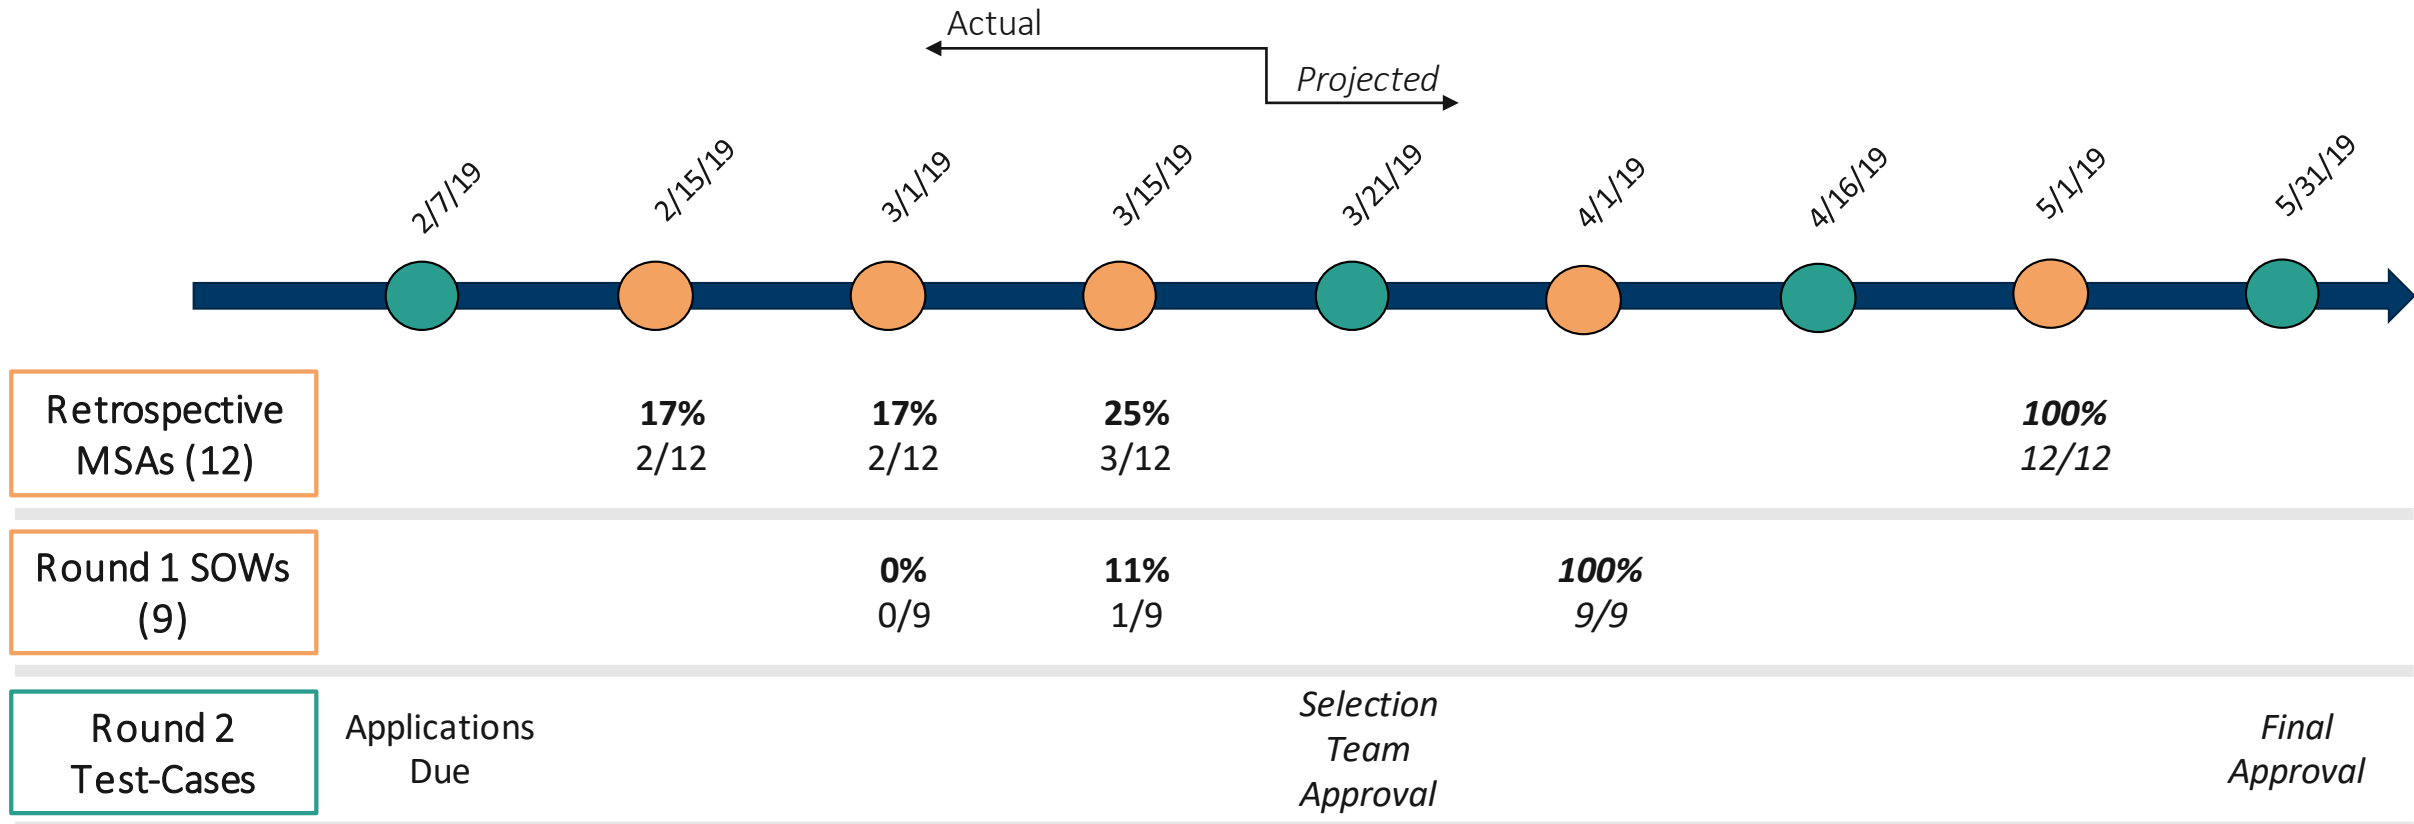 Actual
Projected
2/7/19
2/15/19
3/1/19
3/15/19
3/21/19
4/1/19
4/16/19
5/1/19
5/31/19
Retrospective
MSAs (12)
17%
2/12
17%
2/12
25%
3/12
100%
12/12
Round 1 SOWs
(9)
0%
0/9
11%
1/9
100%
9/9
Round 2
Test-Cases
Applications
Due
Selection
Team
Approval
Final
Approval